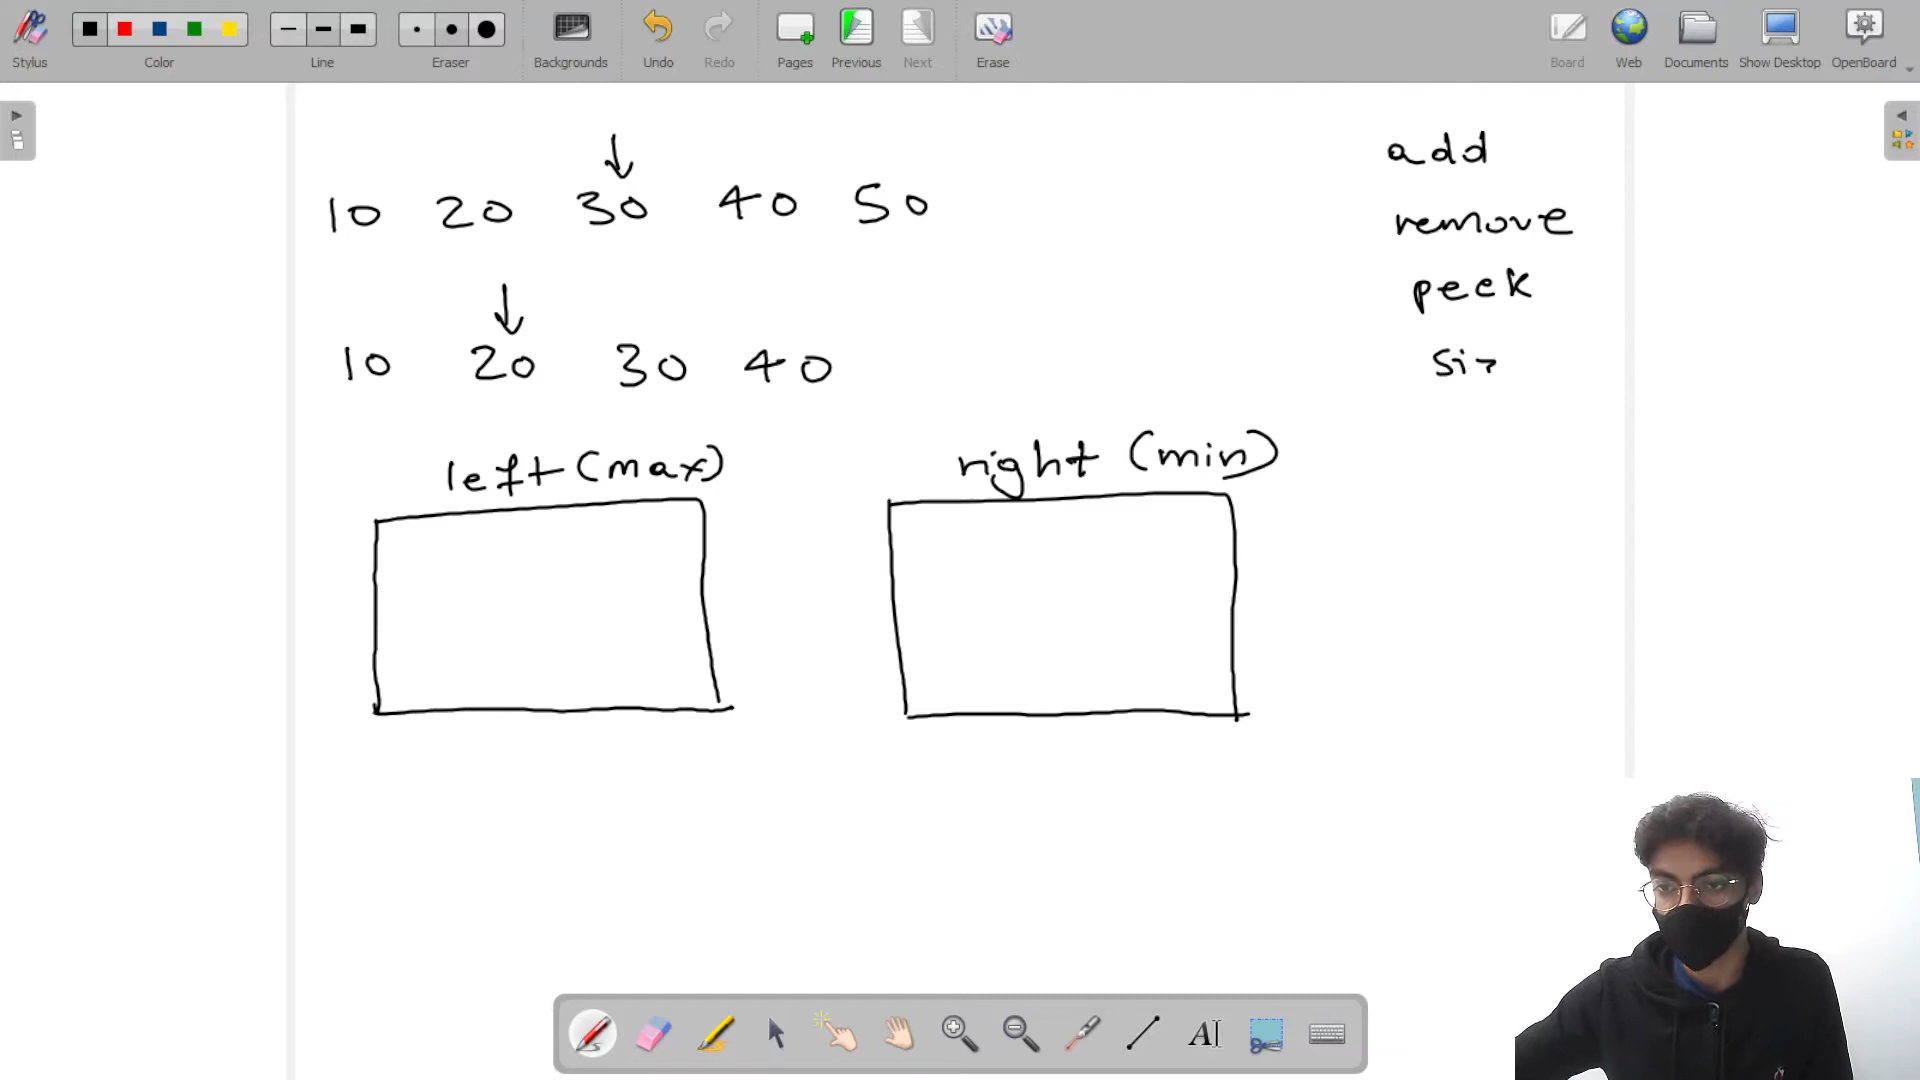 Stylus
Color
Line
Eraser
Backgrounds
Undo
Redo
Pages
Previous
Next
Erase
Board
Web
Documents
Show Desktop
OpenBoard
10 20 30 40 50
10 20 30 40
left (max)
right (min)
add
remove
peek
siz